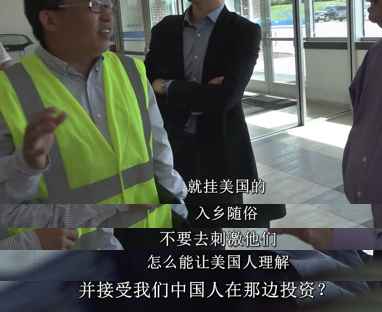 就挂美国的
入乡随俗
不要去刺激他们
怎么能让美国人理解
并接受我们中国人在那边投资？